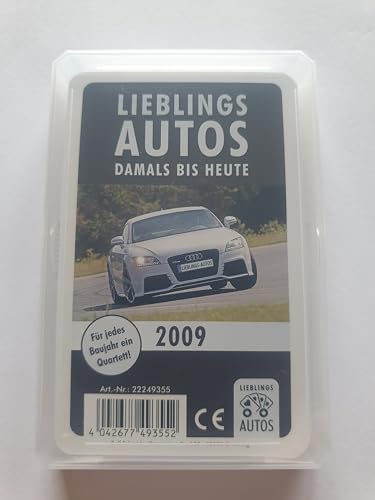 LIEBLINGS
AUTOS
DAMALS BIS HEUTE
LIEBLINGS-AUTOS
Für jedes
Baujahr ein
Quartett!
2009
Art.-Nr.: 22249355
4 042677 493552
CE
LIEBLINGS
AUTOS